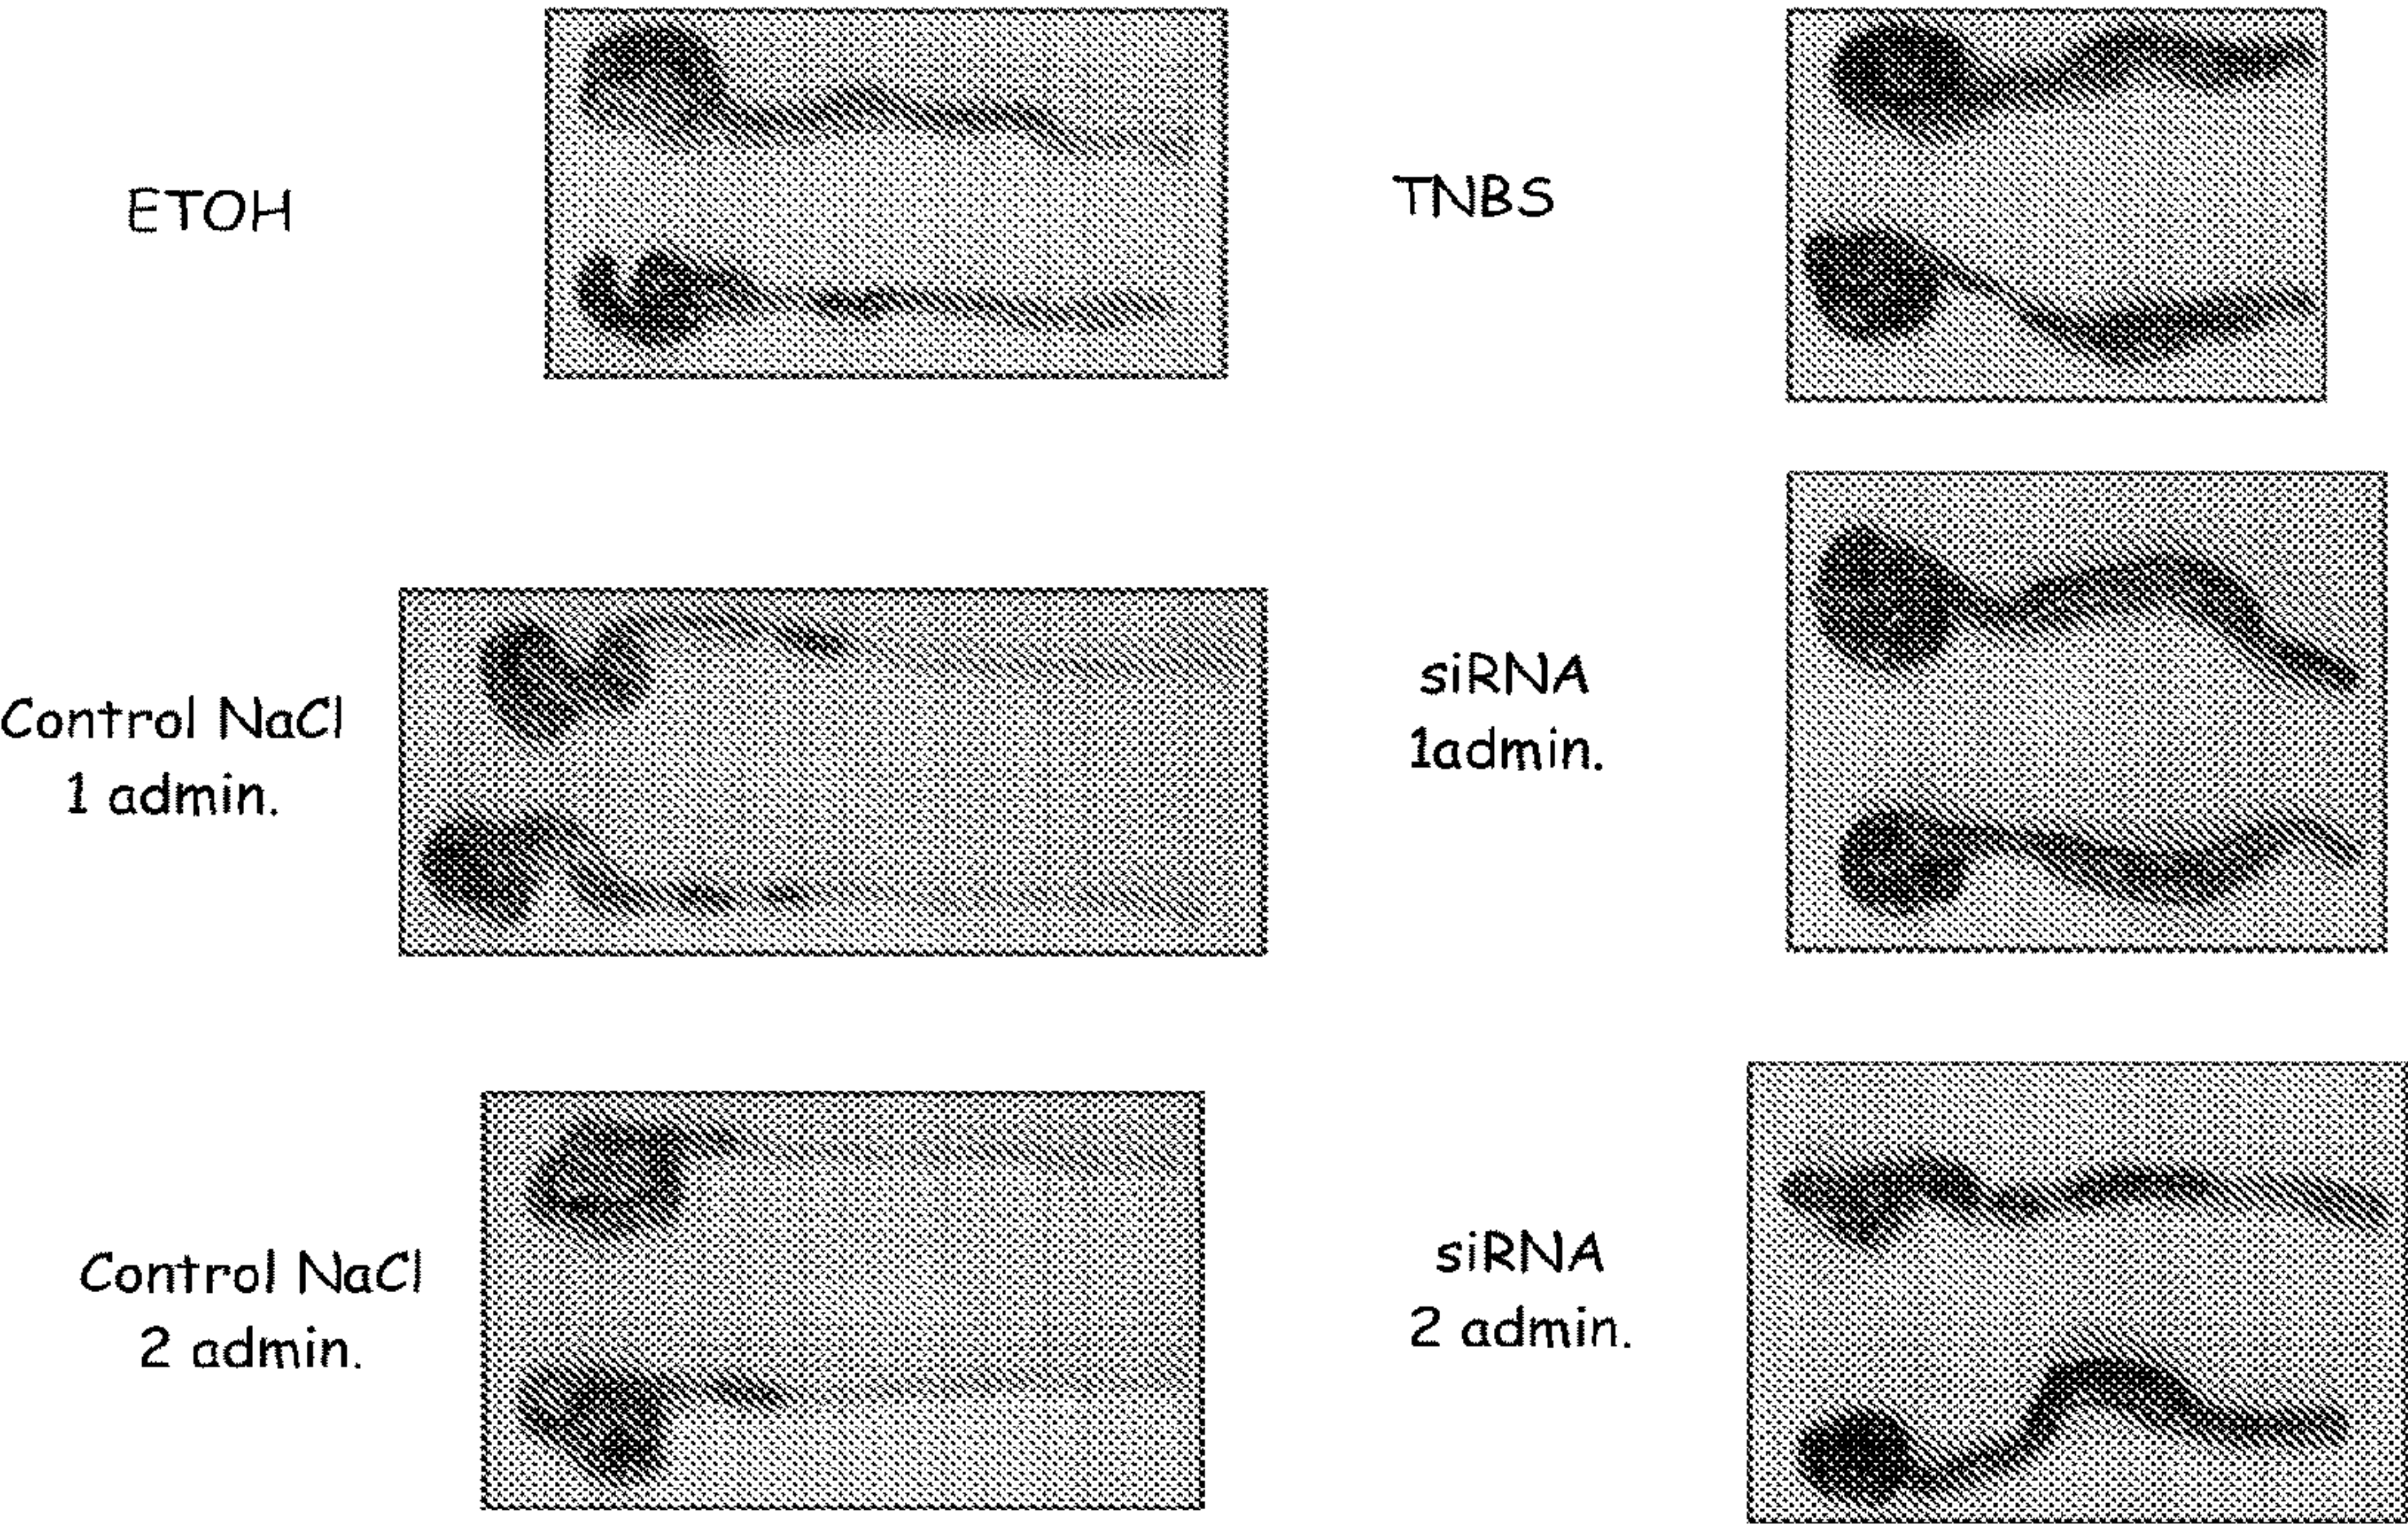 ETOH
TNBS
Control NaCl
1 admin.
siRNA
1admin.
Control NaCl
2 admin.
siRNA
2 admin.